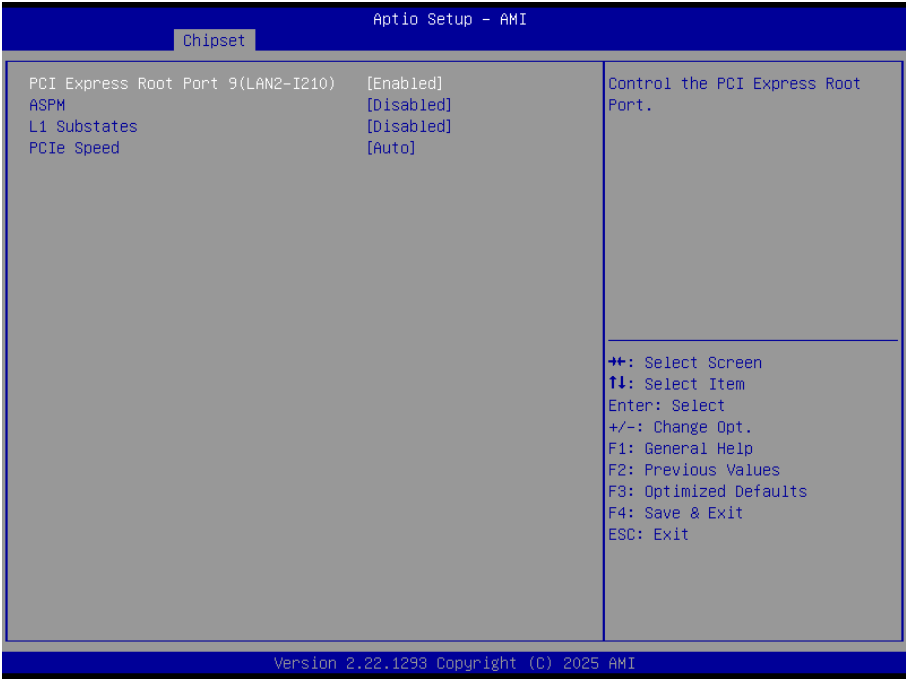 Aptio Setup – AMI
Chipset
PCI Express Root Port 9(LAN2-I210) [Enabled]
ASPM [Disabled]
L1 Substates [Disabled]
PCIe Speed [Auto]
Control the PCI Express Root
Port.
→←: Select Screen
↑↓: Select Item
Enter: Select
+/-: Change Opt.
F1: General Help
F2: Previous Values
F3: Optimized Defaults
F4: Save & Exit
ESC: Exit
Version 2.22.1293 Copyright (C) 2025 AMI